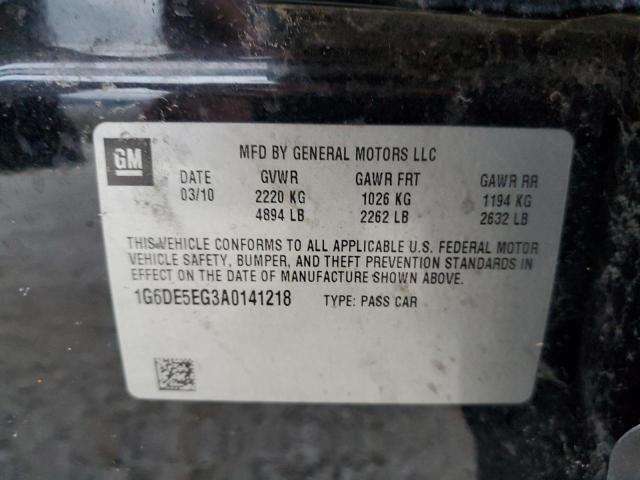 GM
MFD BY GENERAL MOTORS LLC
DATE GVWR GAWR FRT GAWR RR
03/10 2220 KG 1026 KG 1194 KG
4894 LB 2262 LB 2632 LB
THIS VEHICLE CONFORMS TO ALL APPLICABLE U.S. FEDERAL MOTOR
VEHICLE SAFETY, BUMPER, AND THEFT PREVENTION STANDARDS IN
EFFECT ON THE DATE OF MANUFACTURE SHOWN ABOVE.
1G6DE5EG3A0141218 TYPE: PASS CAR